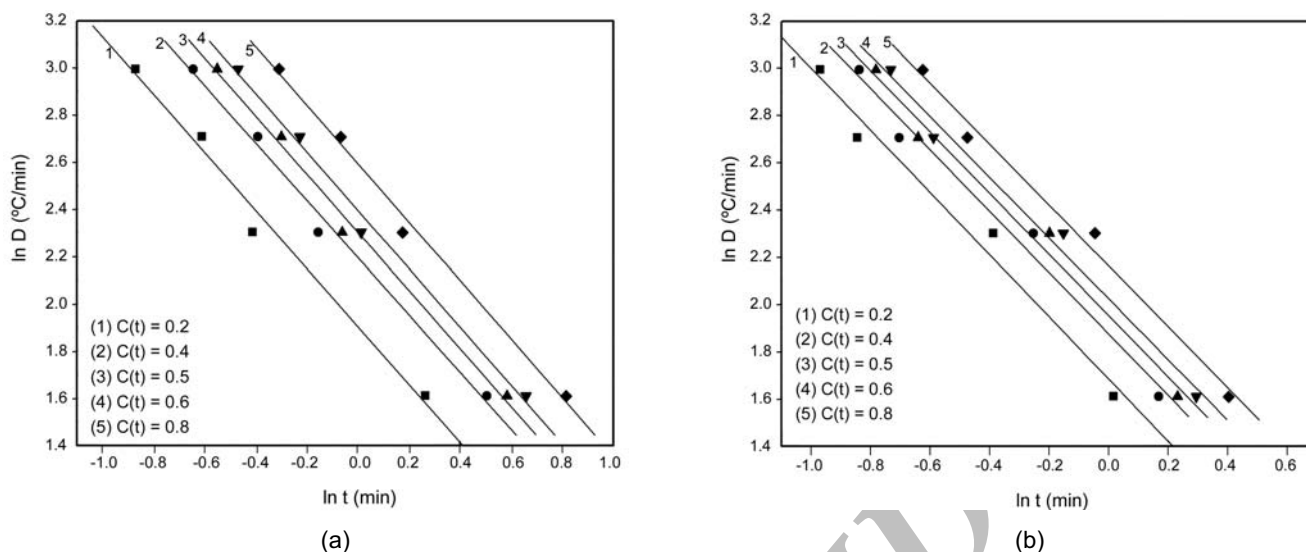 3.2
3.0
2.8
2.6
2.4
2.2
2.0
1.8
1.6
1.4
ln D (ºC/min)
1
2
3
4
5
(1) C(t) = 0.2
(2) C(t) = 0.4
(3) C(t) = 0.5
(4) C(t) = 0.6
(5) C(t) = 0.8
-1.0 -0.8 -0.6 -0.4 -0.2 0.0 0.2 0.4 0.6 0.8 1.0
ln t (min)
(a)
3.2
3.0
2.8
2.6
2.4
2.2
2.0
1.8
1.6
1.4
ln D (ºC/min)
1
2
3
4
5
(1) C(t) = 0.2
(2) C(t) = 0.4
(3) C(t) = 0.5
(4) C(t) = 0.6
(5) C(t) = 0.8
-1.0 -0.8 -0.6 -0.4 -0.2 0.0 0.2 0.4 0.6
ln t (min)
(b)